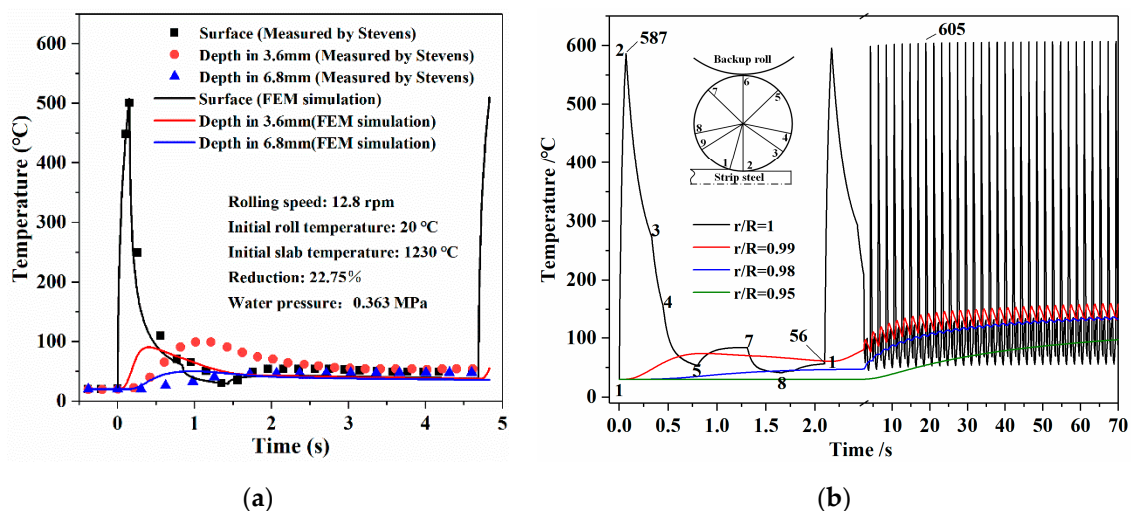 Surface (Measured by Stevens)
Depth in 3.6mm (Measured by Stevens)
Depth in 6.8mm (Measured by Stevens)
Surface (FEM simulation)
Depth in 3.6mm(FEM simulation)
Depth in 6.8mm(FEM simulation)
Rolling speed: 12.8 rpm
Initial roll temperature: 20 ℃
Initial slab temperature: 1230 ℃
Reduction: 22.75%
Water pressure: 0.363 MPa
Temperature (℃)
600
500
400
300
200
100
0
0 1 2 3 4 5
Time (s)
(a)
Temperature /℃
600
500
400
300
200
100
0
2 587
605
Backup roll
6
7
5
8
4
9
3
1
2
Strip steel
3
4
r/R=1
r/R=0.99
r/R=0.98
r/R=0.95
56
7
5
8
1
1
0.0 0.5 1.0 1.5 2.0 10 20 30 40 50 60 70
Time /s
(b)